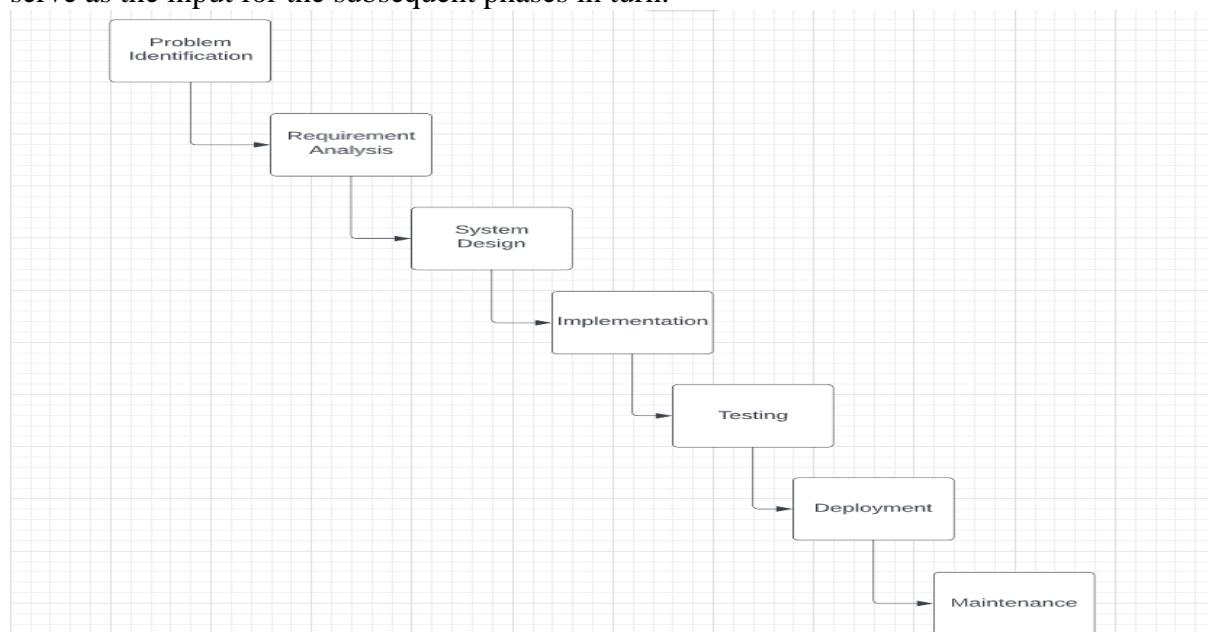 serve as the input for the subsequent phases in turn.
Problem
Identification
Requirement
Analysis
System
Design
Implementation
Testing
Deployment
Maintenance